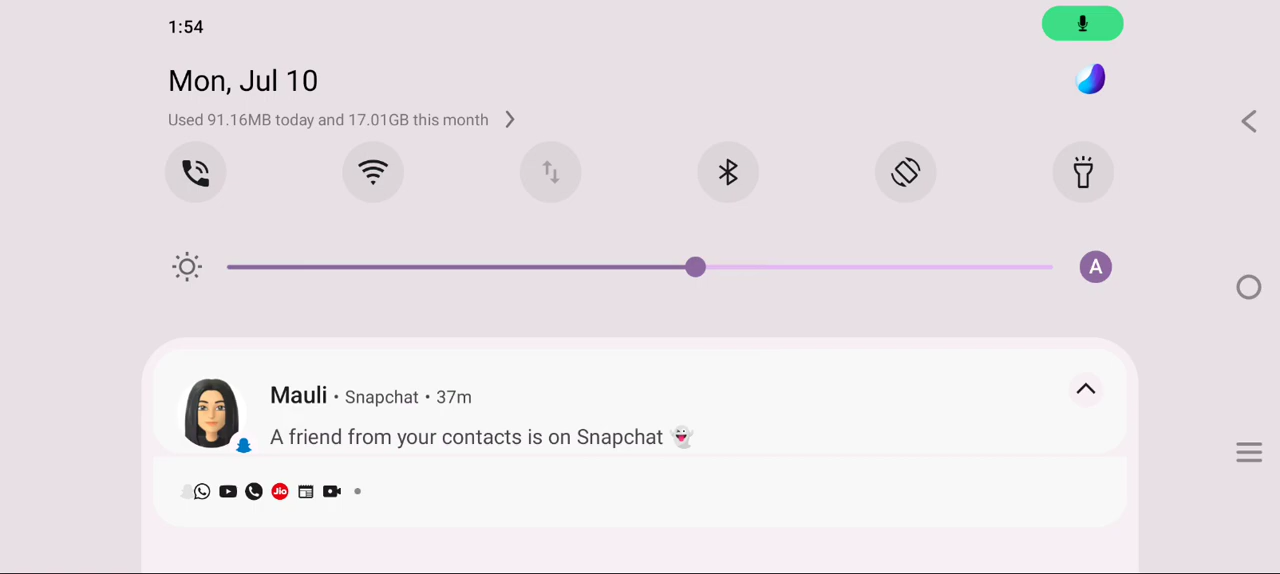 1:54
Mon, Jul 10
Used 91.16MB today and 17.01GB this month
A
Mauli • Snapchat • 37m
A friend from your contacts is on Snapchat 👻
Jio